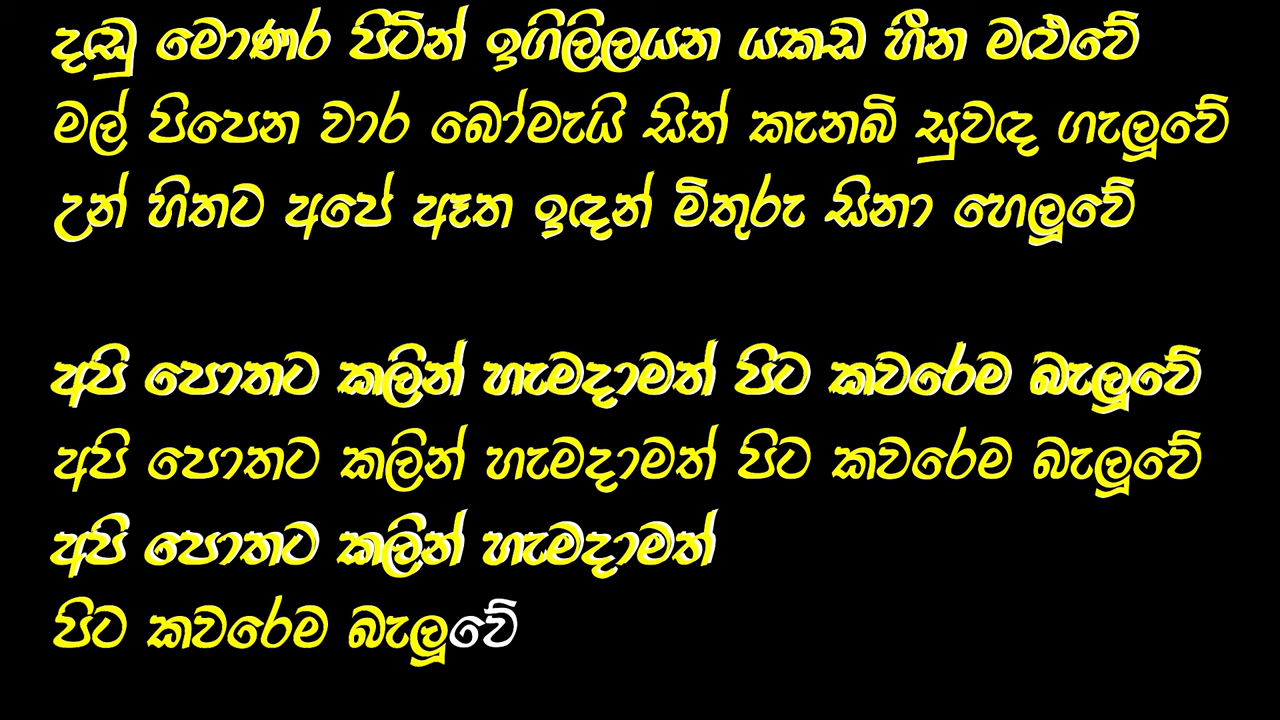 දඬු මොණර පිටින් ඉගිලිලයන යකඩ හීන මළුවේ
මල් පිපෙන වාර බෝමැයි සිත් කැනබි සුවඳ ගැලූවේ
උන් හිතට අපේ ඈත ඉඳන් මිතුරු සිනා හෙලූවේ
අපි පොතට කලින් හැමදාමත් පිට කවරෙම බැලූවේ
අපි පොතට කලින් හැමදාමත් පිට කවරෙම බැලූවේ
අපි පොතට කලින් හැමදාමත්
පිට කවරෙම බැලූවේ